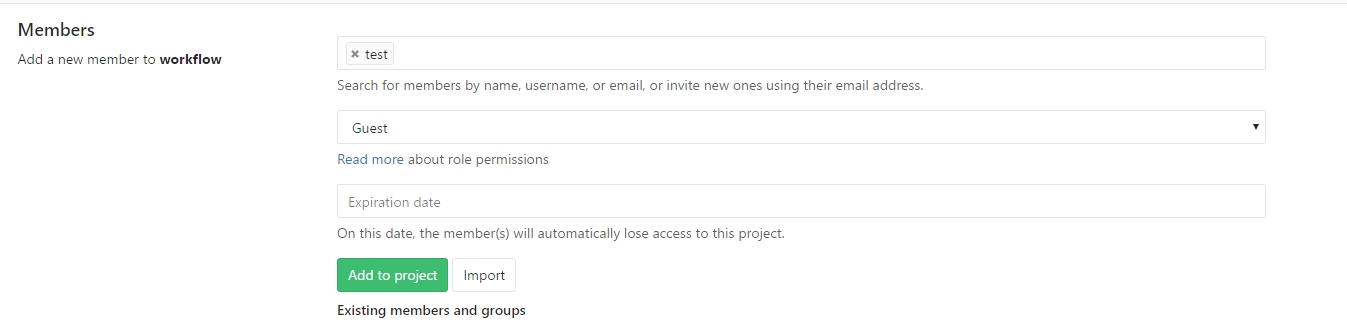 Members
Add a new member to workflow
× test
Search for members by name, username, or email, or invite new ones using their email address.
Guest
Read more about role permissions
Expiration date
On this date, the member(s) will automatically lose access to this project.
Add to project Import
Existing members and groups